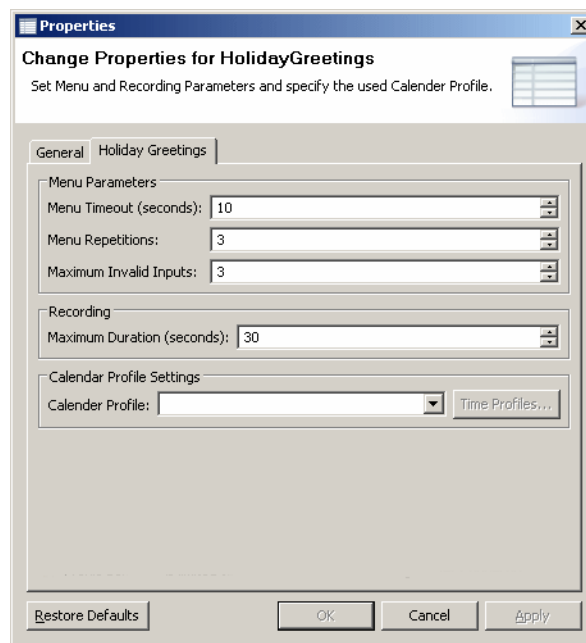 Properties
Change Properties for HolidayGreetings
Set Menu and Recording Parameters and specify the used Calender Profile.
General Holiday Greetings
Menu Parameters
Menu Timeout (seconds): 10
Menu Repetitions: 3
Maximum Invalid Inputs: 3
Recording
Maximum Duration (seconds): 30
Calendar Profile Settings
Calender Profile: Time Profiles...
Restore Defaults OK Cancel Apply